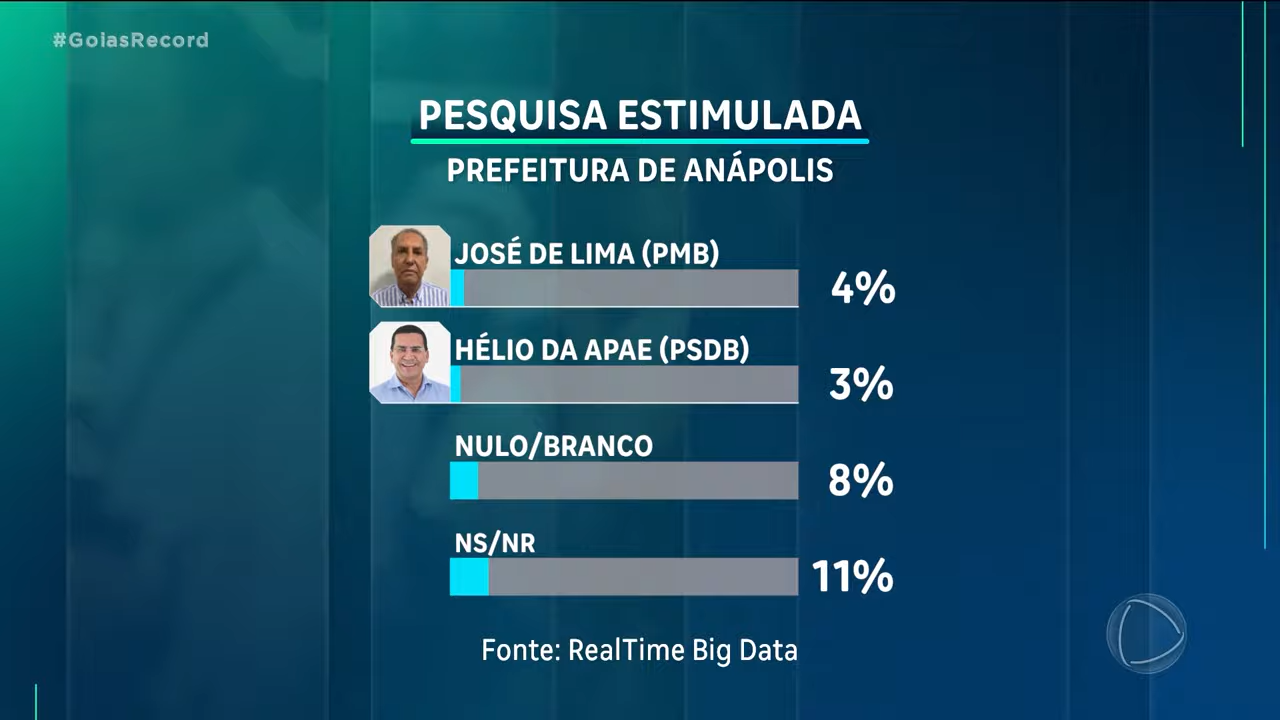 #GoiasRecord
PESQUISA ESTIMULADA
PREFEITURA DE ANÁPOLIS
JOSÉ DE LIMA (PMB)
4%
HÉLIO DA APAE (PSDB)
3%
NULO/BRANCO
8%
NS/NR
11%
Fonte: RealTime Big Data